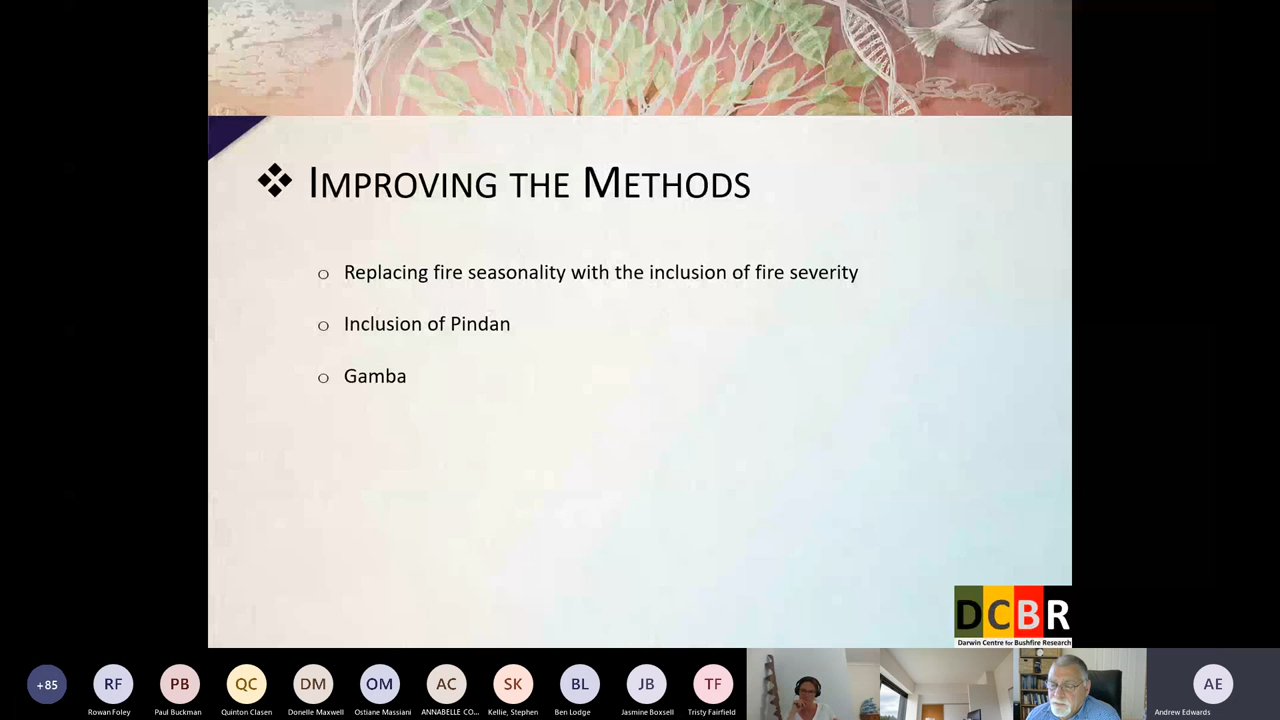 ❖ IMPROVING THE METHODS
○ Replacing fire seasonality with the inclusion of fire severity
○ Inclusion of Pindan
○ Gamba
DCBR
Darwin Centre for Bushfire Research
+85
RF
PB
QC
DM
OM
AC
SK
BL
JB
TF
AE
Rowan Foley
Paul Buckman
Quinton Clasen
Donelle Maxwell
Ostiane Massiani
ANNABELLE CO...
Kellie, Stephen
Ben Lodge
Jasmine Boxsell
Tristy Fairfield
Andrew Edwards